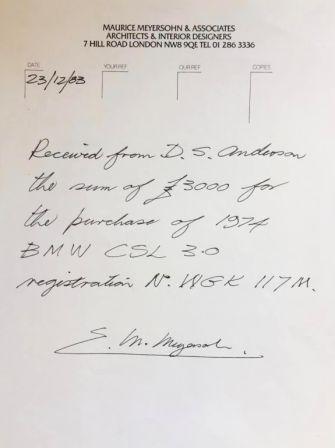 MAURICE MEYERSOHN & ASSOCIATES
ARCHITECTS & INTERIOR DESIGNERS
7 HILL ROAD LONDON NW8 9QE TEL 01 286 3336
DATE YOUR REF OUR REF COPIES
23/12/83
Received from D. S. Anderson
the sum of £3000 for
the purchase of 1974
BMW CSL 3.0
registration No. WGK 117M.
E. M. Meyersohn.